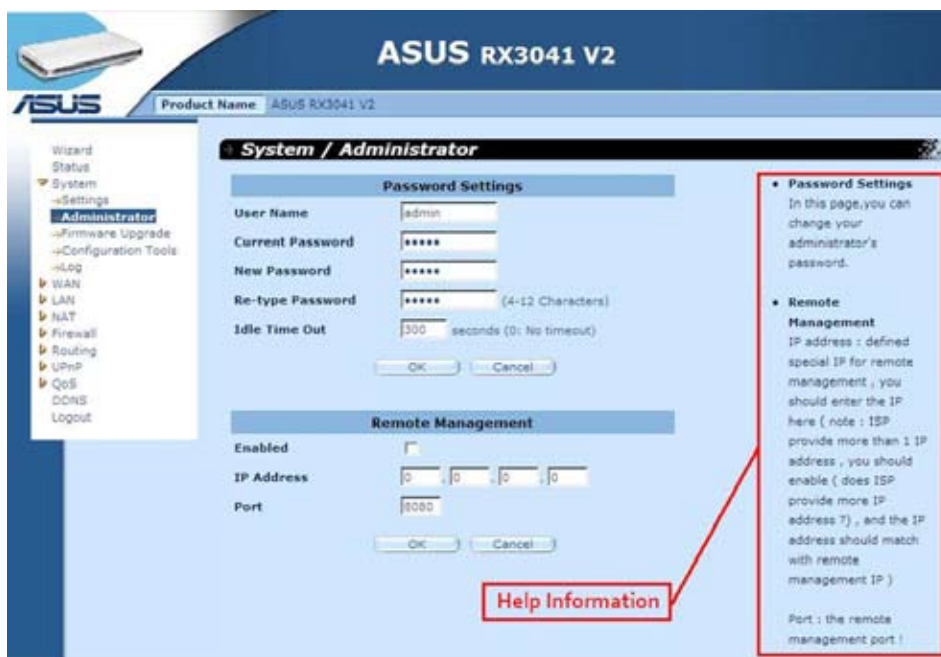 ASUS RX3041 V2
ASUS
Product Name ASUS RX3041 V2
Wizard
Status
System
Settings
Administrator
Firmware Upgrade
Configuration Tools
Log
WAN
LAN
NAT
Firewall
Routing
UPnP
QoS
DDNS
Logout
System / Administrator
Password Settings
User Name admin
Current Password •••••
New Password •••••
Re-type Password ••••• (4-12 Characters)
Idle Time Out 300 seconds (0: No timeout)
OK Cancel
Remote Management
Enabled
IP Address 0 . 0 . 0 . 0
Port 8080
OK Cancel
Help Information
• Password Settings
In this page,you can
change your
administrator's
password.
• Remote
Management
IP address : defined
special IP for remote
management , you
should enter the IP
here ( note : ISP
provide more than 1 IP
address , you should
enable ( does ISP
provide more IP
address ?) , and the IP
address should match
with remote
management IP )
Port : the remote
management port !